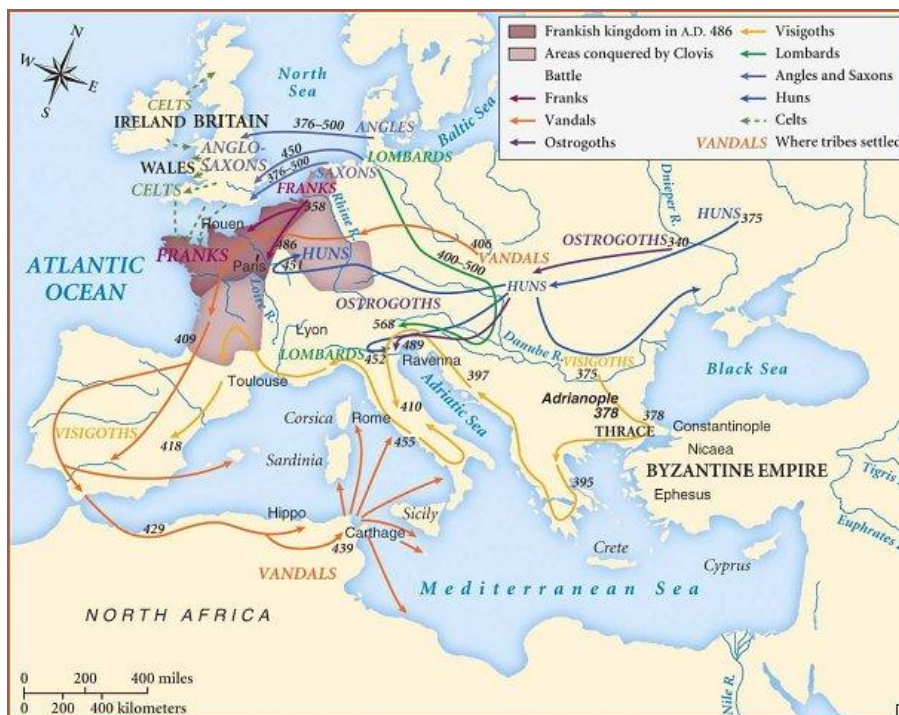 Frankish kingdom in A.D. 486
Areas conquered by Clovis
Battle
Franks
Vandals
Ostrogoths
Visigoths
Lombards
Angles and Saxons
Huns
Celts
VANDALS Where tribes settled
N
W
E
S
North
Sea
Baltic Sea
CELTS
IRELAND
BRITAIN
376–500
ANGLES
ANGLO-
SAXONS
450
LOMBARDS
WALES
376–500
SAXONS
CELTS
FRANKS
358
Rhine R.
Rouen
FRANKS
486
Paris
451
HUNS
406
VANDALS
400–500
Dnieper R.
HUNS
375
OSTROGOTHS
340
HUNS
ATLANTIC
OCEAN
Loire R.
OSTROGOTHS
409
Lyon
568
LOMBARDS
452
489
Ravenna
Danube R.
VISIGOTHS
375
Black Sea
Toulouse
397
Adriatic Sea
Adrianople
378
378
THRACE
Constantinople
Nicaea
BYZANTINE EMPIRE
Ephesus
Tigris
Euphrates
VISIGOTHS
418
Corsica
Rome
410
455
Sardinia
395
Hippo
429
Carthage
439
Sicily
VANDALS
Crete
Cyprus
Mediterranean Sea
NORTH AFRICA
Nile R.
0 200 400 miles
0 200 400 kilometers